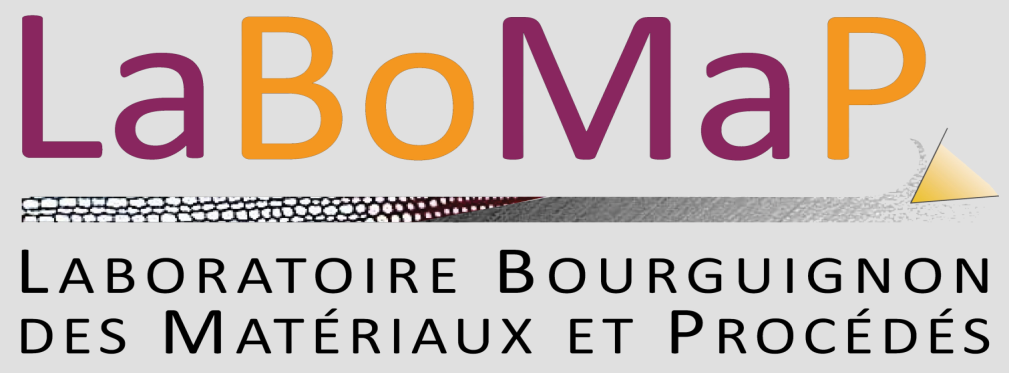 LaBoMaP
LABORATOIRE BOURGUIGNON
DES MATÉRIAUX ET PROCÉDÉS